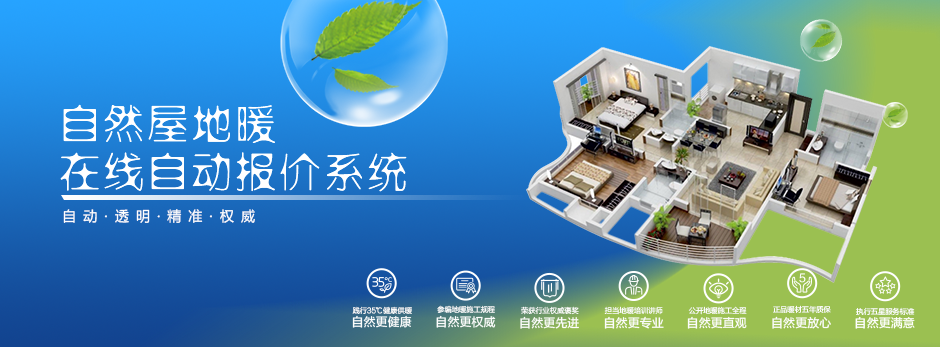 自然屋地暖
在线自动报价系统
自动·透明·精准·权威
35℃
践行35℃健康供暖
自然更健康
参编地暖施工规程
自然更权威
荣获行业权威褒奖
自然更先进
担当地暖培训讲师
自然更专业
公开地暖施工全程
自然更直观
5
正品暖材五年质保
自然更放心
执行五星服务标准
自然更满意